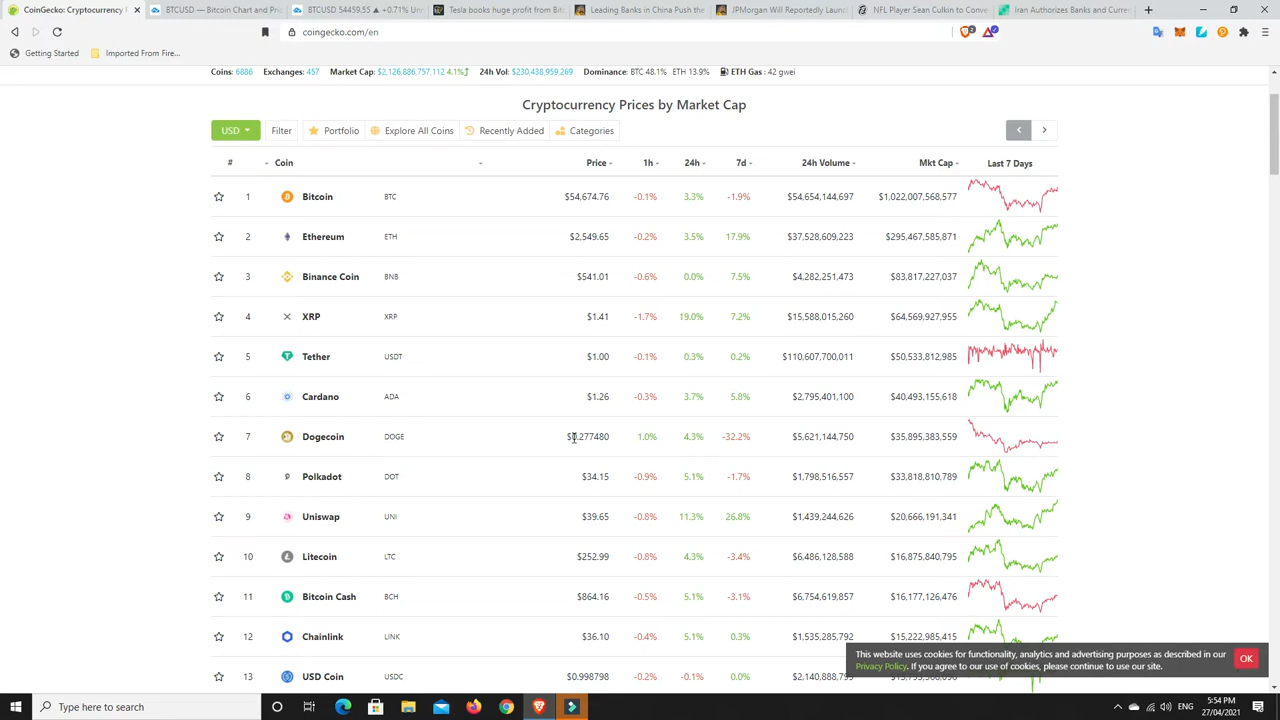 CoinGecko: Cryptocurrency P
BTCUSD — Bitcoin Chart and Pri
BTCUSD 54459.55 ▲ +0.71% Un
Tesla books huge profit from Bit
Leading Banks in China Push the
JPMorgan Will Reportedly Launc
NFL Player Sean Culkin to Conve
Iran Authorizes Banks and Curre
coingecko.com/en
Getting Started
Imported From Fire...
Coins: 6886 Exchanges: 457 Market Cap: $2,126,886,757,112 4.1% 24h Vol: $230,438,959,269 Dominance: BTC 48.1% ETH 13.9% ETH Gas: 42 gwei
Cryptocurrency Prices by Market Cap
USD Filter Portfolio Explore All Coins Recently Added Categories
# Coin Price 1h 24h 7d 24h Volume Mkt Cap Last 7 Days
1 Bitcoin BTC $54,674.76 -0.1% 3.3% -1.9% $54,654,144,697 $1,022,007,568,577
2 Ethereum ETH $2,549.65 -0.2% 3.5% 17.9% $37,528,609,223 $295,467,585,871
3 Binance Coin BNB $541.01 -0.6% 0.0% 7.5% $4,282,251,473 $83,817,227,037
4 XRP XRP $1.41 -1.7% 19.0% 7.2% $15,588,015,260 $64,569,927,955
5 Tether USDT $1.00 -0.1% 0.3% 0.2% $110,607,700,011 $50,533,812,985
6 Cardano ADA $1.26 -0.3% 3.7% 5.8% $2,795,401,100 $40,493,155,618
7 Dogecoin DOGE $0.277480 1.0% 4.3% -32.2% $5,621,144,750 $35,895,383,559
8 Polkadot DOT $34.15 -0.9% 5.1% -1.7% $1,798,516,557 $33,818,810,789
9 Uniswap UNI $39.65 -0.8% 11.3% 26.8% $1,439,244,626 $20,666,191,341
10 Litecoin LTC $252.99 -0.8% 4.3% -3.4% $6,486,128,588 $16,875,840,795
11 Bitcoin Cash BCH $864.16 -0.5% 5.1% -3.1% $6,754,619,857 $16,177,126,476
12 Chainlink LINK $36.10 -0.4% 5.1% 0.3% $1,535,285,792 $15,222,985,415
13 USD Coin USDC $0.998798 -0.2% -0.1% 0.0%
This website uses cookies for functionality, analytics and advertising purposes as described in our
Privacy Policy. If you agree to our use of cookies, please continue to use our site.
OK
Type here to search
ENG
5:54 PM
27/04/2021